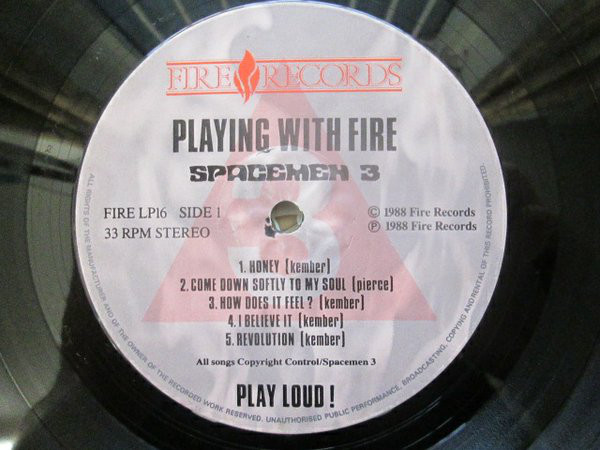 FIRE RECORDS
PLAYING WITH FIRE
SPACEMEN 3
FIRE LP16 SIDE 1
33 RPM STEREO
© 1988 Fire Records
℗ 1988 Fire Records
3
1. HONEY [kember]
2. COME DOWN SOFTLY TO MY SOUL [pierce]
3. HOW DOES IT FEEL ? [kember]
4. I BELIEVE IT [kember]
5. REVOLUTION [kember]
All songs Copyright Control/Spacemen 3
PLAY LOUD !
ALL RIGHTS OF THE MANUFACTURER AND OF THE OWNER OF THE RECORDED WORK RESERVED. UNAUTHORISED PUBLIC PERFORMANCE, BROADCASTING, COPYING AND RENTAL OF THIS RECORD PROHIBITED.